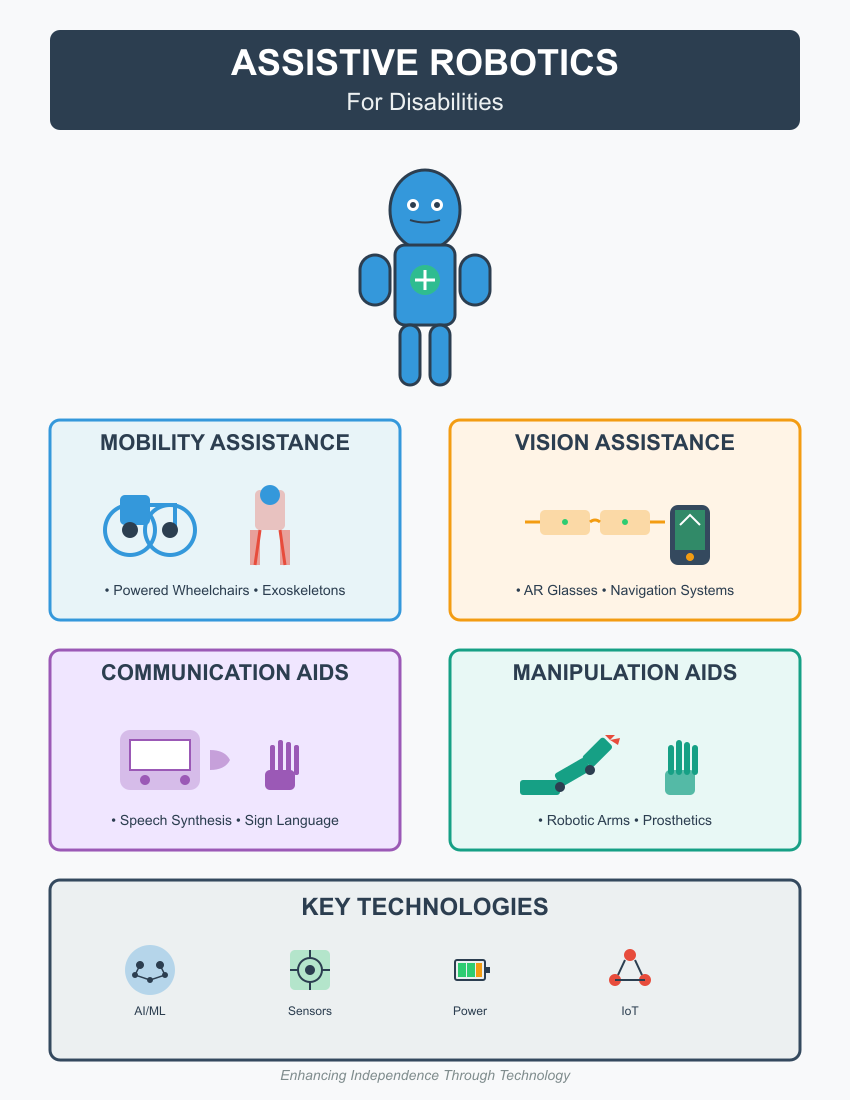 ASSISTIVE ROBOTICS
For Disabilities
MOBILITY ASSISTANCE
• Powered Wheelchairs • Exoskeletons
VISION ASSISTANCE
• AR Glasses • Navigation Systems
COMMUNICATION AIDS
• Speech Synthesis • Sign Language
MANIPULATION AIDS
• Robotic Arms • Prosthetics
KEY TECHNOLOGIES
AI/ML
Sensors
Power
IoT
Enhancing Independence Through Technology